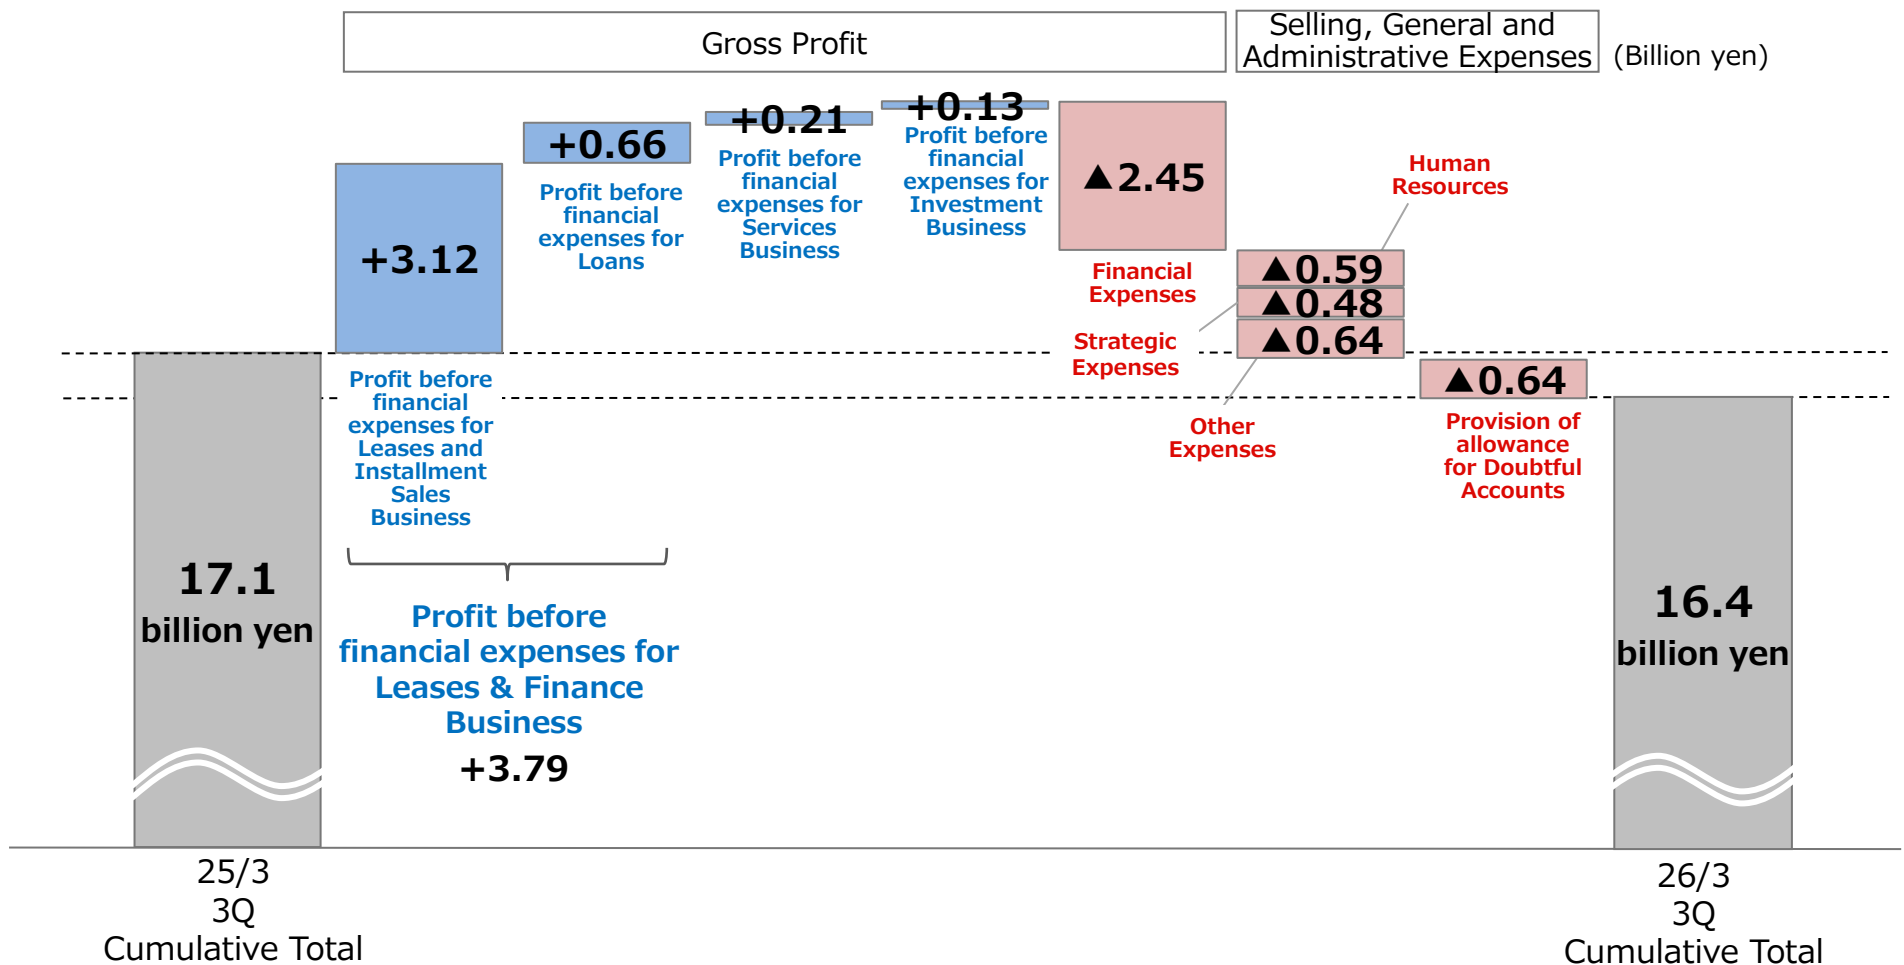 Gross Profit
Selling, General and
Administrative Expenses
(Billion yen)
+3.12
+0.66
Profit before
financial
expenses for
Loans
+0.21
Profit before
financial
expenses for
Services
Business
+0.13
Profit before
financial
expenses for
Investment
Business
▲2.45
Financial
Expenses
Human
Resources
▲0.59
▲0.48
▲0.64
Strategic
Expenses
Other
Expenses
▲0.64
Provision of
allowance
for Doubtful
Accounts
Profit before
financial
expenses for
Leases and
Installment
Sales
Business
17.1
billion yen
Profit before
financial expenses for
Leases & Finance
Business
+3.79
16.4
billion yen
25/3
3Q
Cumulative Total
26/3
3Q
Cumulative Total